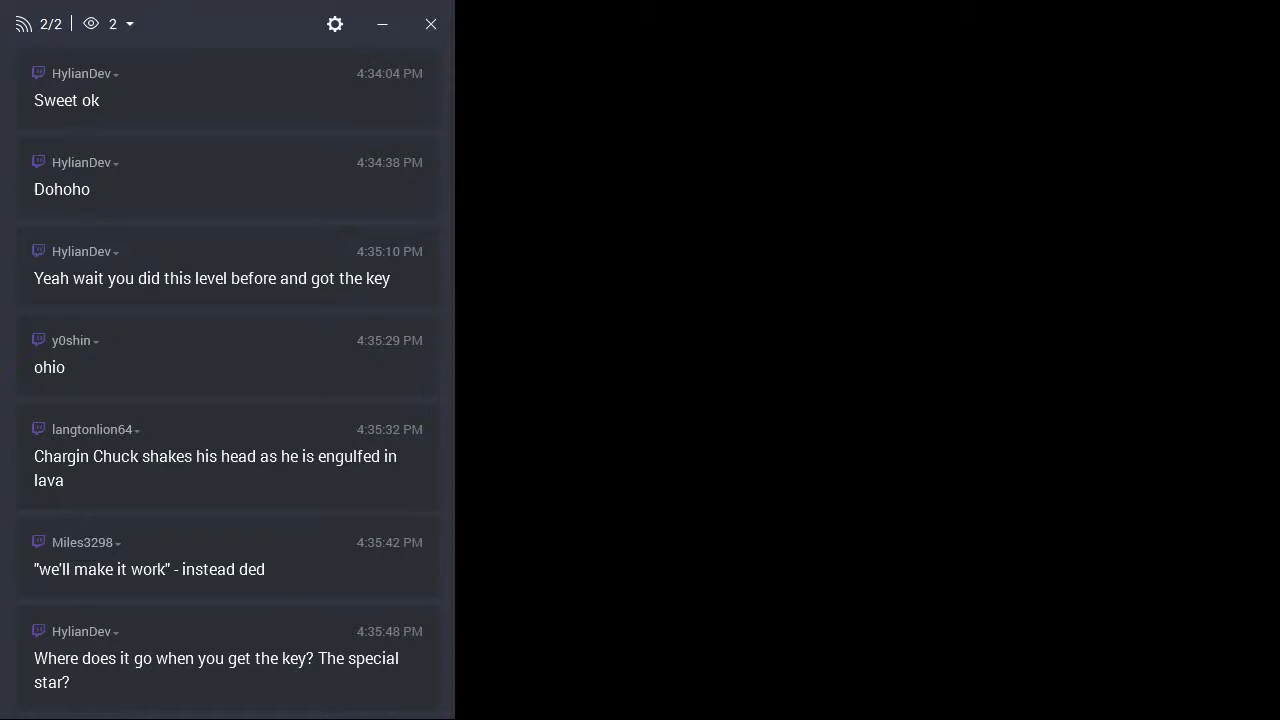 2/2 2
HylianDev 4:34:04 PM
Sweet ok
HylianDev 4:34:38 PM
Dohoho
HylianDev 4:35:10 PM
Yeah wait you did this level before and got the key
y0shin 4:35:29 PM
ohio
langtonlion64 4:35:32 PM
Chargin Chuck shakes his head as he is engulfed in
lava
Miles3298 4:35:42 PM
"we'll make it work" - instead ded
HylianDev 4:35:48 PM
Where does it go when you get the key? The special
star?